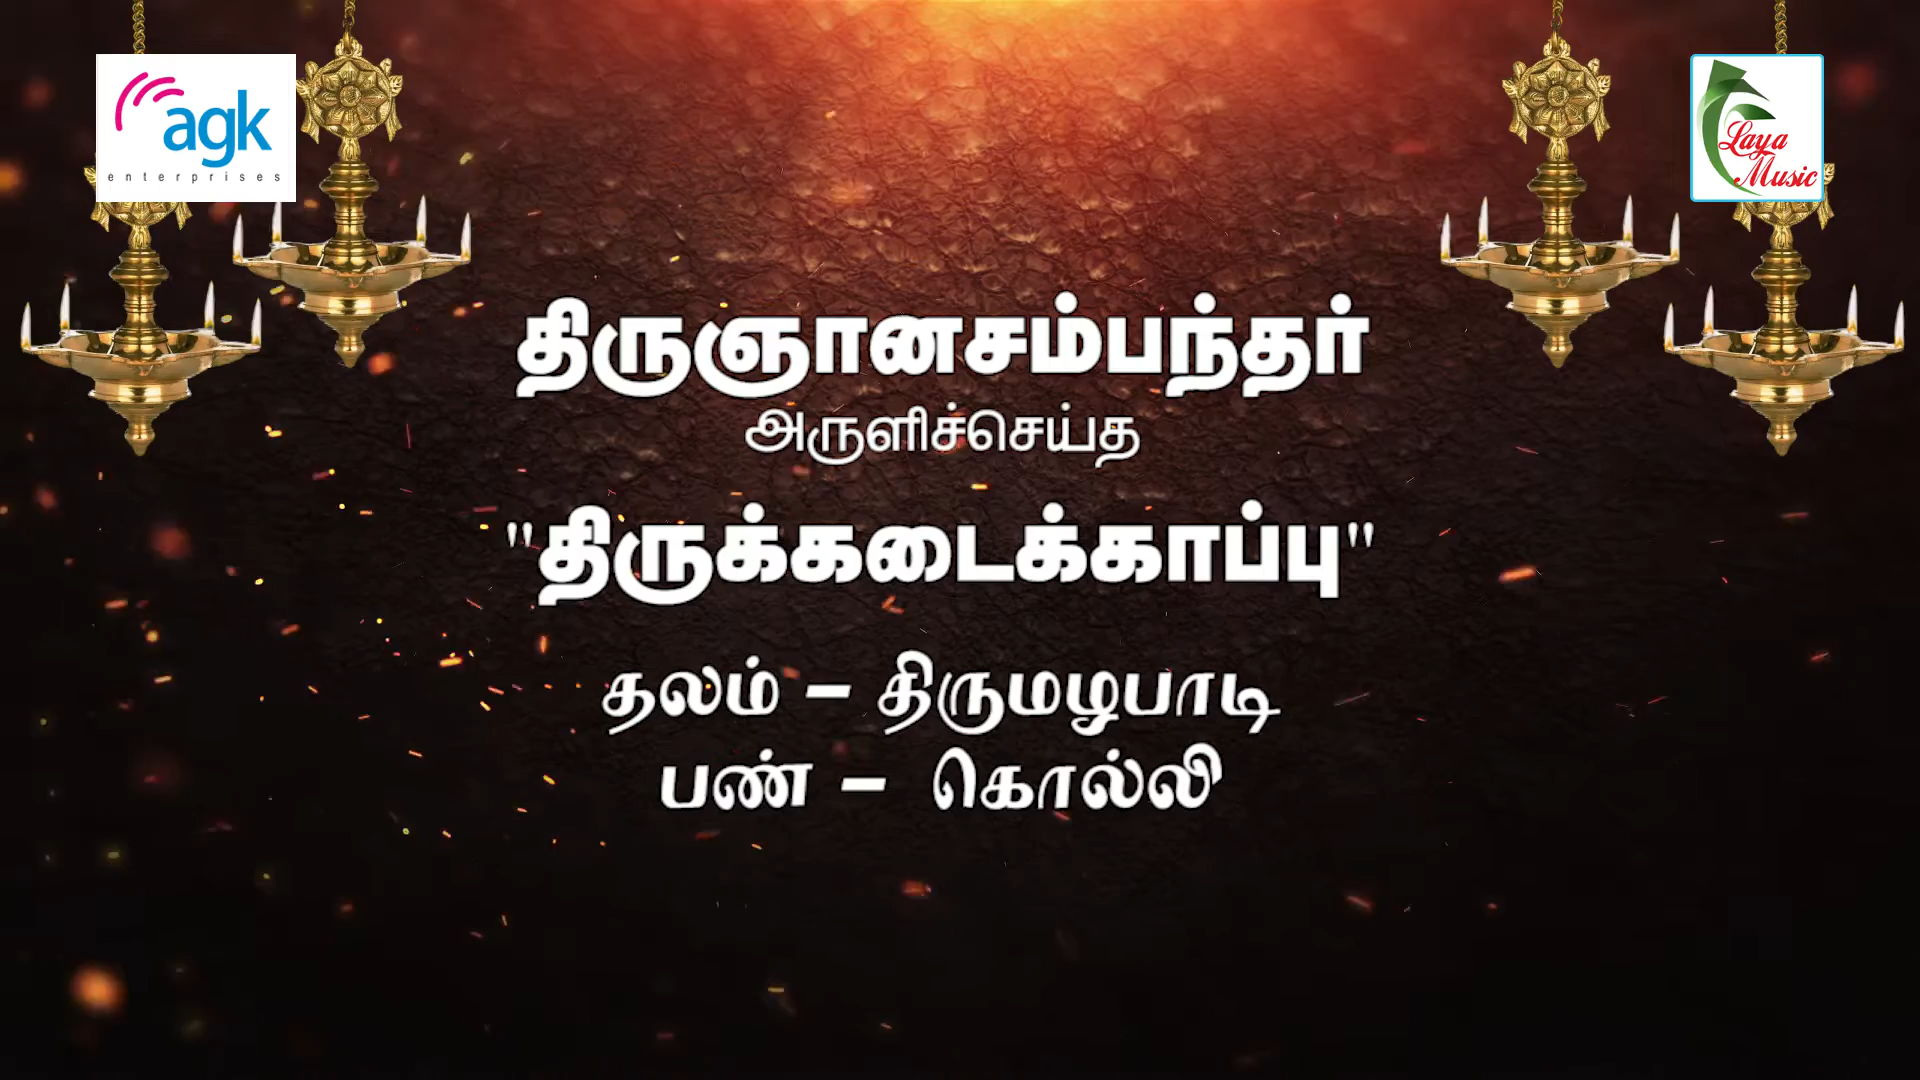 agk
enterprises
Laya
Music
திருஞானசம்பந்தர்
அருளிச்செய்த
"திருக்கடைக்காப்பு"
தலம் – திருமழபாடி
பண் – கொல்லி